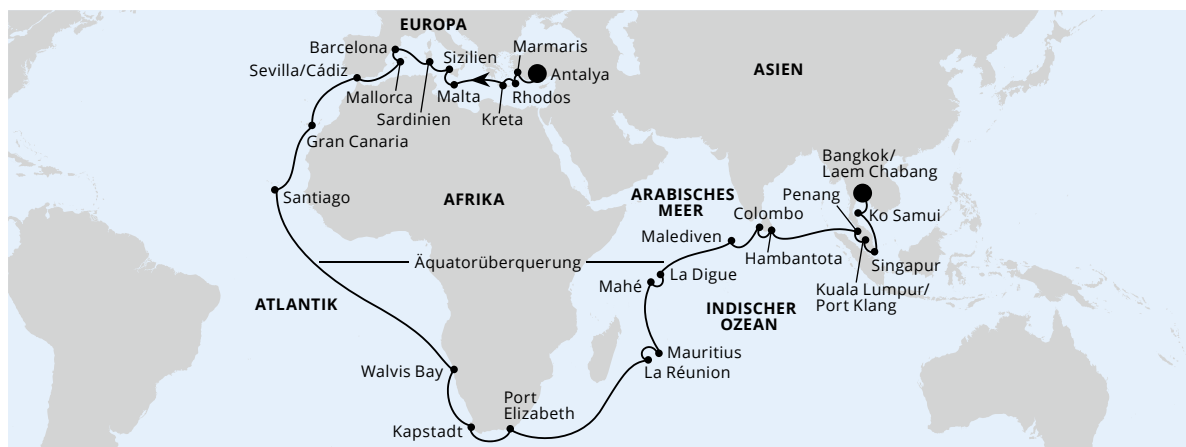 EUROPA
Barcelona
Marmaris
Sizilien
Sevilla/Cádiz
Antalya
ASIEN
Mallorca
Malta
Rhodos
Sardinien
Kreta
Gran Canaria
Bangkok/
Laem Chabang
Santiago
AFRIKA
ARABISCHES
MEER
Penang
Colombo
Ko Samui
Malediven
Hambantota
Singapur
Äquatorüberquerung
La Digue
Mahé
Kuala Lumpur/
Port Klang
ATLANTIK
INDISCHER
OZEAN
Mauritius
La Réunion
Walvis Bay
Port
Elizabeth
Kapstadt